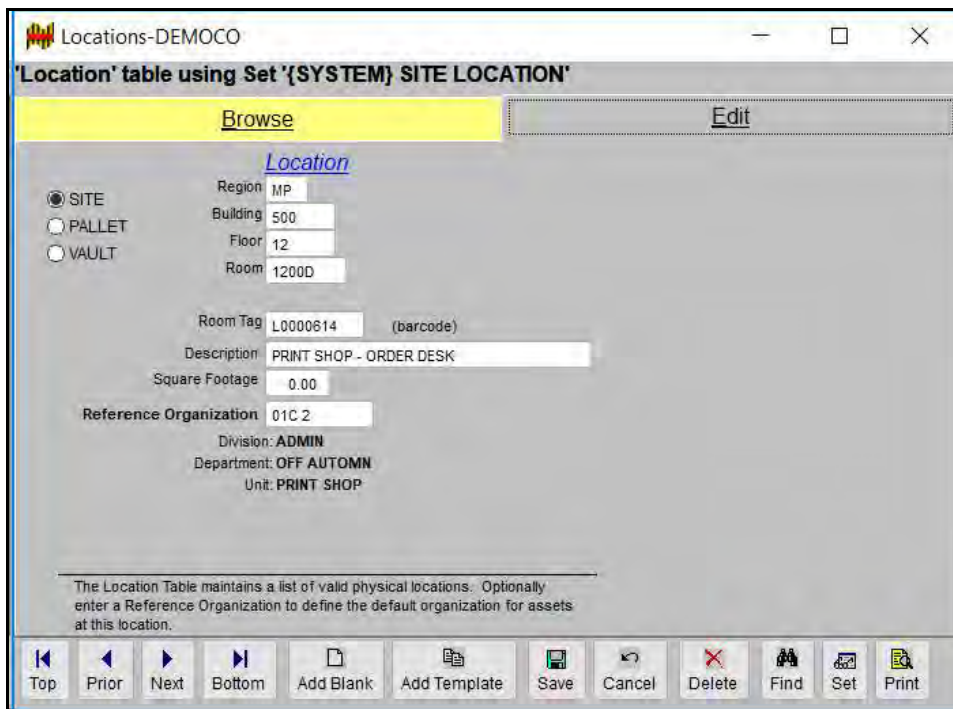 Locations-DEMOCO
'Location' table using Set '{SYSTEM} SITE LOCATION'
Browse
Edit
Location
SITE
PALLET
VAULT
Region MP
Building 500
Floor 12
Room 1200D
Room Tag L0000614 (barcode)
Description PRINT SHOP - ORDER DESK
Square Footage 0.00
Reference Organization 01C 2
Division: ADMIN
Department: OFF AUTOMN
Unit: PRINT SHOP
The Location Table maintains a list of valid physical locations. Optionally
enter a Reference Organization to define the default organization for assets
at this location.
Top Prior Next Bottom Add Blank Add Template Save Cancel Delete Find Set Print